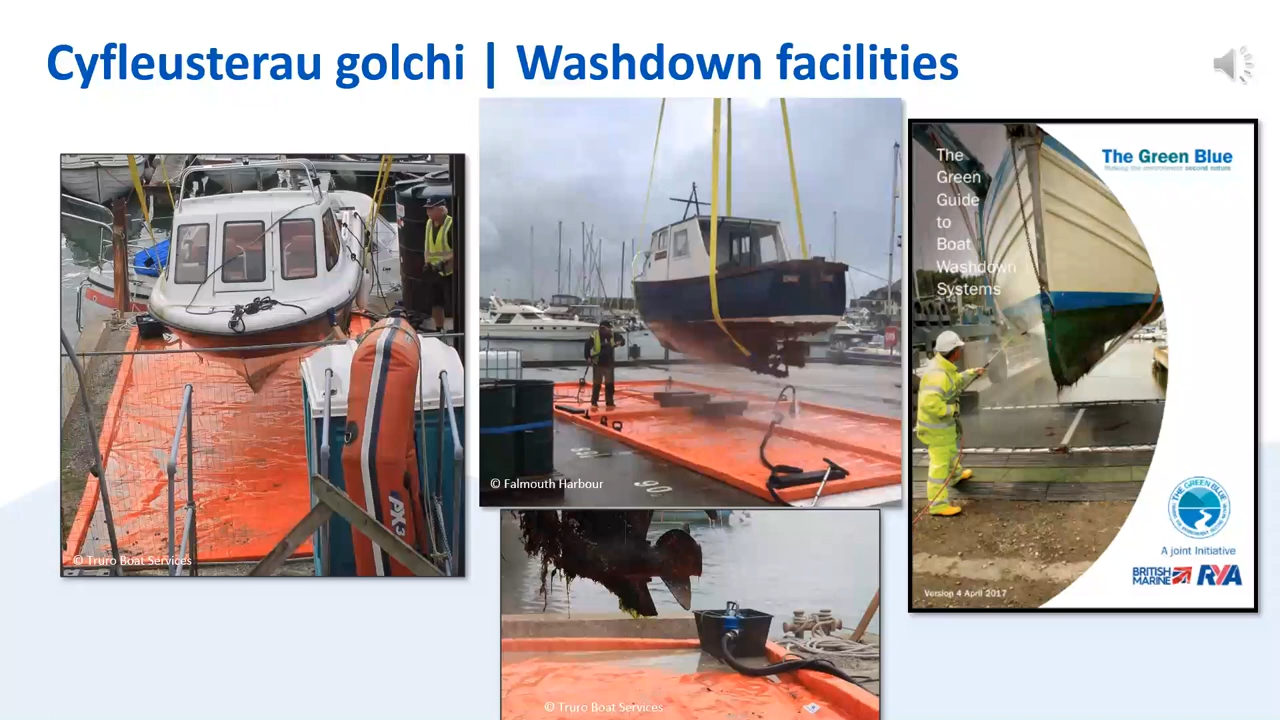 Cyfleusterau golchi | Washdown facilities
© Truro Boat Services
© Falmouth Harbour
© Truro Boat Services
The
Green
Guide
to
Boat
Washdown
Systems
The Green Blue
A joint Initiative
BRITISH
MARINE
RYA
Version 4 April 2017